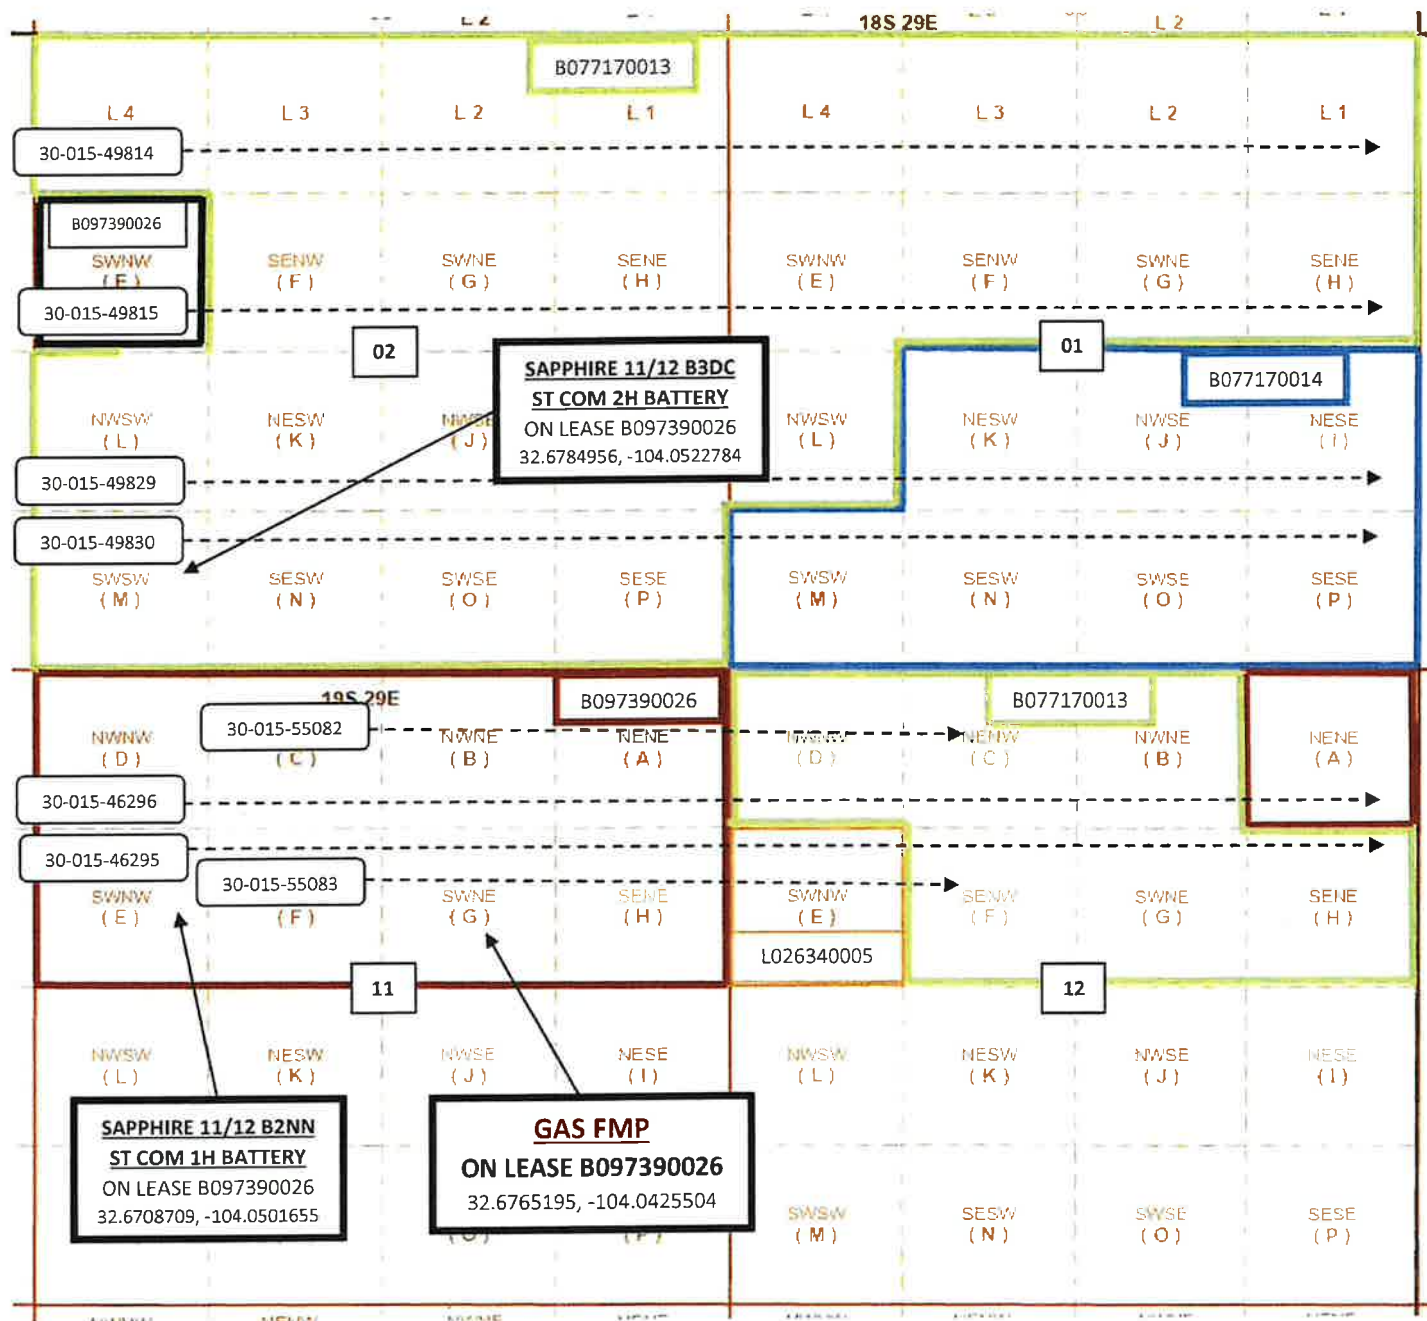 L 2
18S 29E
L 2
B077170013
L 4 L 3 L 2 L 1 L 4 L 3 L 2 L 1
30-015-49814
B097390026
SWNW SENW SWNE SENE SWNW SENW SWNE SENE
(E) (F) (G) (H) (E) (F) (G) (H)
30-015-49815
02
01
SAPPHIRE 11/12 B3DC
ST COM 2H BATTERY
ON LEASE B097390026
32.6784956, -104.0522784
B077170014
NWSW NESW NWSE NWSW NESW NWSE NESE
(L) (K) (J) (L) (K) (J) (I)
30-015-49829
30-015-49830
SWSW SESW SWSE SESE SWSW SESW SWSE SESE
(M) (N) (O) (P) (M) (N) (O) (P)
19S 29E
B097390026
B077170013
30-015-55082
NWNW NWNE NENE NWNW NENW NWNE NENE
(D) (C) (B) (A) (D) (C) (B) (A)
30-015-46296
30-015-46295
30-015-55083
SWNW SWNE SENE SWNW SENW SWNE SENE
(E) (F) (G) (H) (E) (F) (G) (H)
L026340005
11
12
NWSW NESW NWSE NESE NWSW NESW NWSE NESE
(L) (K) (J) (I) (L) (K) (J) (I)
SAPPHIRE 11/12 B2NN
ST COM 1H BATTERY
ON LEASE B097390026
32.6708709, -104.0501655
GAS FMP
ON LEASE B097390026
32.6765195, -104.0425504
SWSW SESW SWSE SESE
(O) (P) (M) (N) (O) (P)